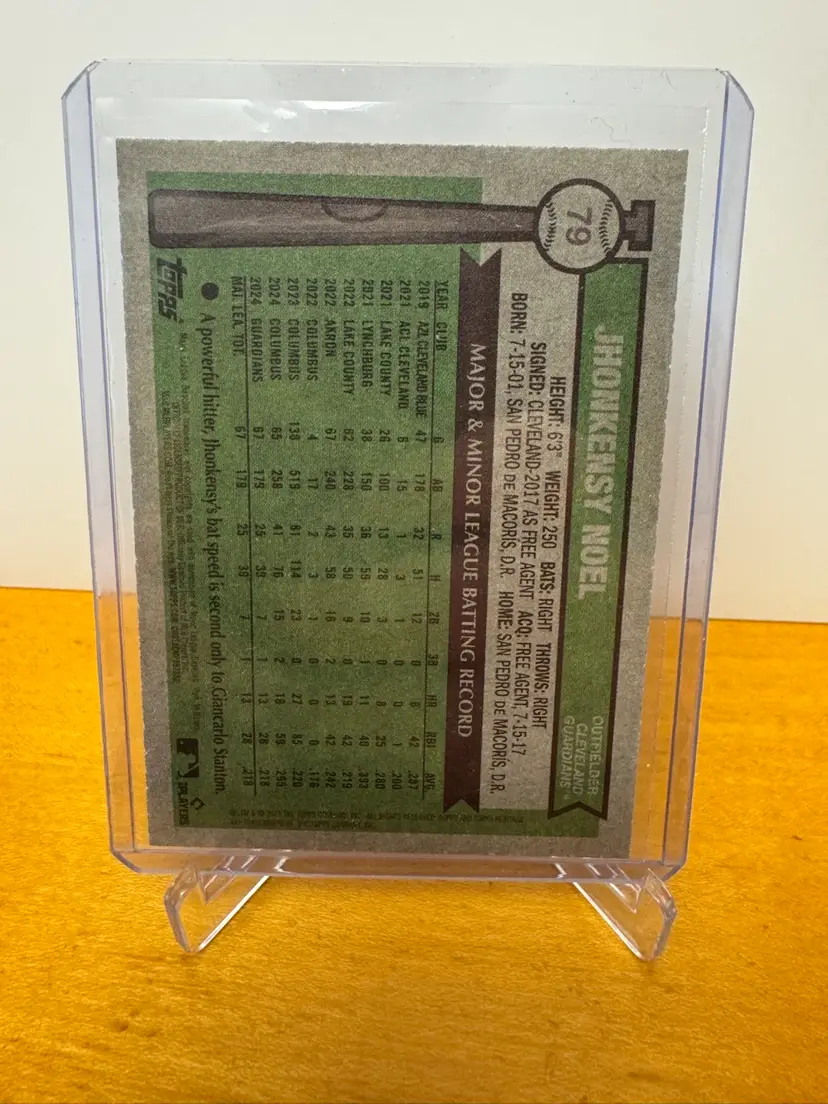 79
JHONKENSY NOEL
OUTFIELDER
CLEVELAND
GUARDIANS™
HEIGHT: 6'3" WEIGHT: 250 BATS: RIGHT THROWS: RIGHT
SIGNED: CLEVELAND-2017 AS FREE AGENT ACQ: FREE AGENT, 7-15-17
BORN: 7-15-01, SAN PEDRO DE MACORIS, D.R. HOME: SAN PEDRO DE MACORÍS, D.R.
MAJOR & MINOR LEAGUE BATTING RECORD
YEAR CLUB G AB R H 2B 3B HR RBI AVG.
2019 AZL CLEVELAND BLUE 47 178 32 51 12 0 6 42 .287
2021 ACL CLEVELAND 6 15 1 3 0 0 0 1 .200
2021 LAKE COUNTY 26 100 13 28 3 0 8 25 .280
2021 LYNCHBURG 38 150 36 59 10 1 11 40 .393
2022 LAKE COUNTY 62 228 35 50 9 0 19 42 .219
2022 AKRON 67 240 43 58 16 2 13 42 .242
2022 COLUMBUS 4 17 2 3 1 0 0 0 .176
2023 COLUMBUS 138 519 81 114 23 0 27 85 .220
2024 COLUMBUS 65 258 41 76 15 2 18 59 .295
2024 GUARDIANS 67 179 25 39 7 1 13 28 .218
MAJ. LEA. TOT. 67 179 25 39 7 1 13 28 .218
● A powerful hitter, Jhonkensy's bat speed is second only to Giancarlo Stanton.
topps
PLAYERS